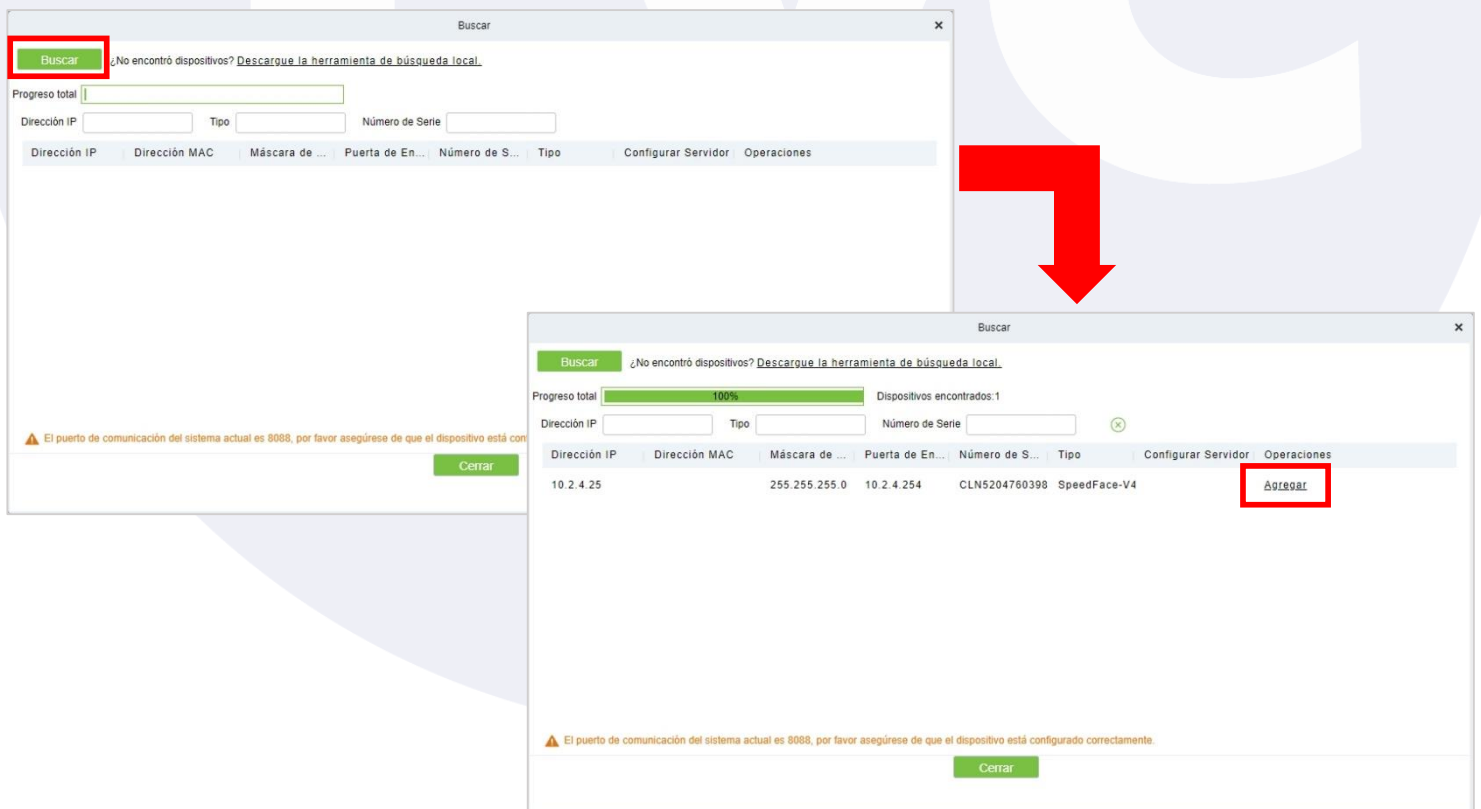 Buscar
Buscar ¿No encontró dispositivos? Descargue la herramienta de búsqueda local.
Progreso total
Dirección IP Tipo Número de Serie
Dirección IP Dirección MAC Máscara de ... Puerta de En... Número de S... Tipo Configurar Servidor Operaciones
El puerto de comunicación del sistema actual es 8088, por favor asegúrese de que el dispositivo está con
Cerrar
Buscar
Buscar ¿No encontró dispositivos? Descargue la herramienta de búsqueda local.
Progreso total 100% Dispositivos encontrados:1
Dirección IP Tipo Número de Serie
Dirección IP Dirección MAC Máscara de ... Puerta de En... Número de S... Tipo Configurar Servidor Operaciones
10.2.4.25 255.255.255.0 10.2.4.254 CLN5204760398 SpeedFace-V4 Agregar
El puerto de comunicación del sistema actual es 8088, por favor asegúrese de que el dispositivo está configurado correctamente.
Cerrar